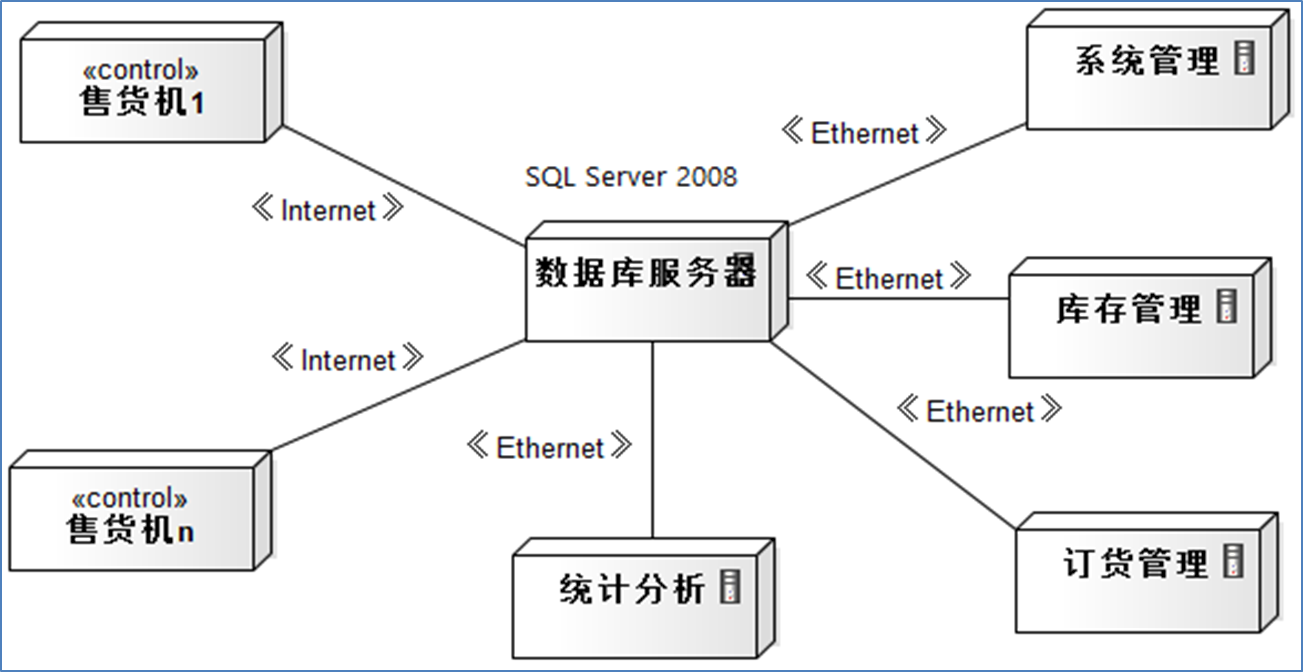 «control»
售货机1
系统管理
《Ethernet》
SQL Server 2008
《Internet》
数据库服务器
《Ethernet》
库存管理
《Internet》
《Ethernet》
《Ethernet》
«control»
售货机n
订货管理
统计分析